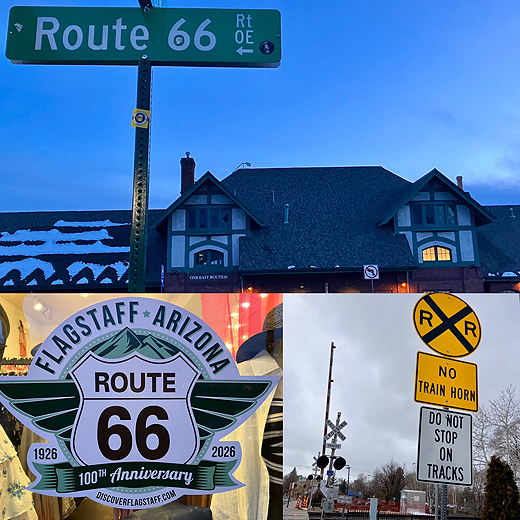 Route 66
Rt
OE
ONE EAST ROUTE 66
FLAGSTAFF ★ ARIZONA
ROUTE
66
1926
2026
100TH Anniversary
DISCOVERFLAGSTAFF.COM
R R
NO
TRAIN HORN
DO NOT
STOP
ON
TRACKS